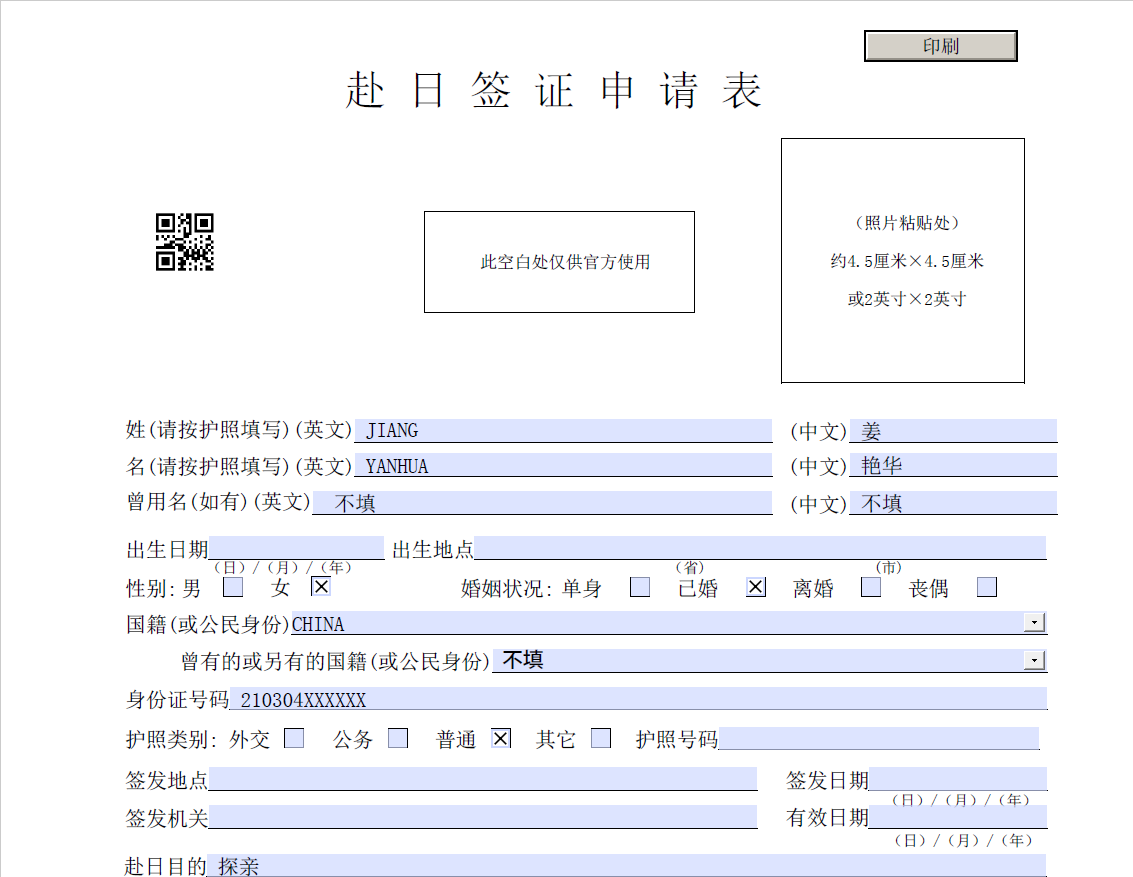 印刷
赴日签证申请表
（照片粘贴处）
此空白处仅供官方使用
约4.5厘米×4.5厘米
或2英寸×2英寸
姓(请按护照填写)(英文) JIANG (中文) 姜
名(请按护照填写)(英文) YANHUA (中文) 艳华
曾用名(如有)(英文) 不填 (中文) 不填
出生日期 出生地点
（日）/（月）/（年） （省） （市）
性别: 男 女 婚姻状况: 单身 已婚 离婚 丧偶
国籍(或公民身份) CHINA
曾有的或另有的国籍(或公民身份) 不填
身份证号码 210304XXXXXX
护照类别: 外交 公务 普通 其它 护照号码
签发地点 签发日期
（日）/（月）/（年）
签发机关 有效日期
（日）/（月）/（年）
赴日目的 探亲